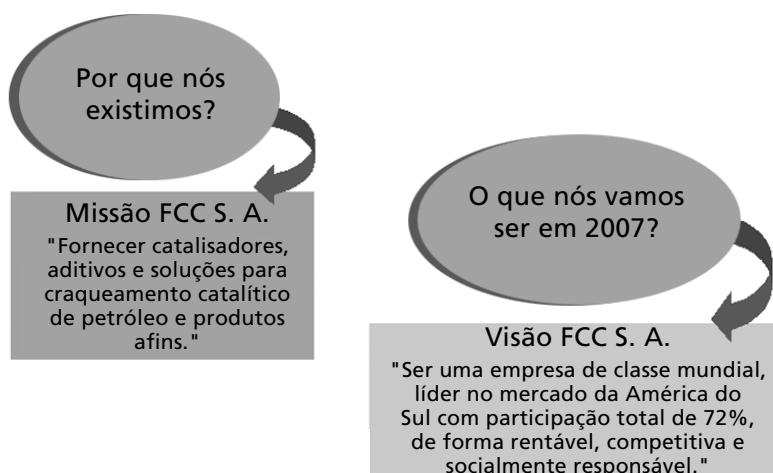 Por que nós
existimos?
Missão FCC S. A.
"Fornecer catalisadores,
aditivos e soluções para
craqueamento catalítico
de petróleo e produtos
afins."
O que nós vamos
ser em 2007?
Visão FCC S. A.
"Ser uma empresa de classe mundial,
líder no mercado da América do
Sul com participação total de 72%,
de forma rentável, competitiva e
socialmente responsável."